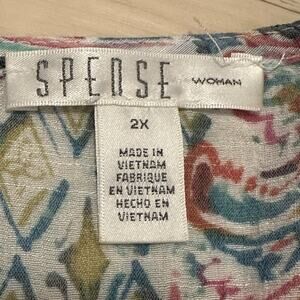 SPENSE WOMAN
2X
MADE IN
VIETNAM
FABRIQUE
EN VIETNAM
HECHO EN
VIETNAM